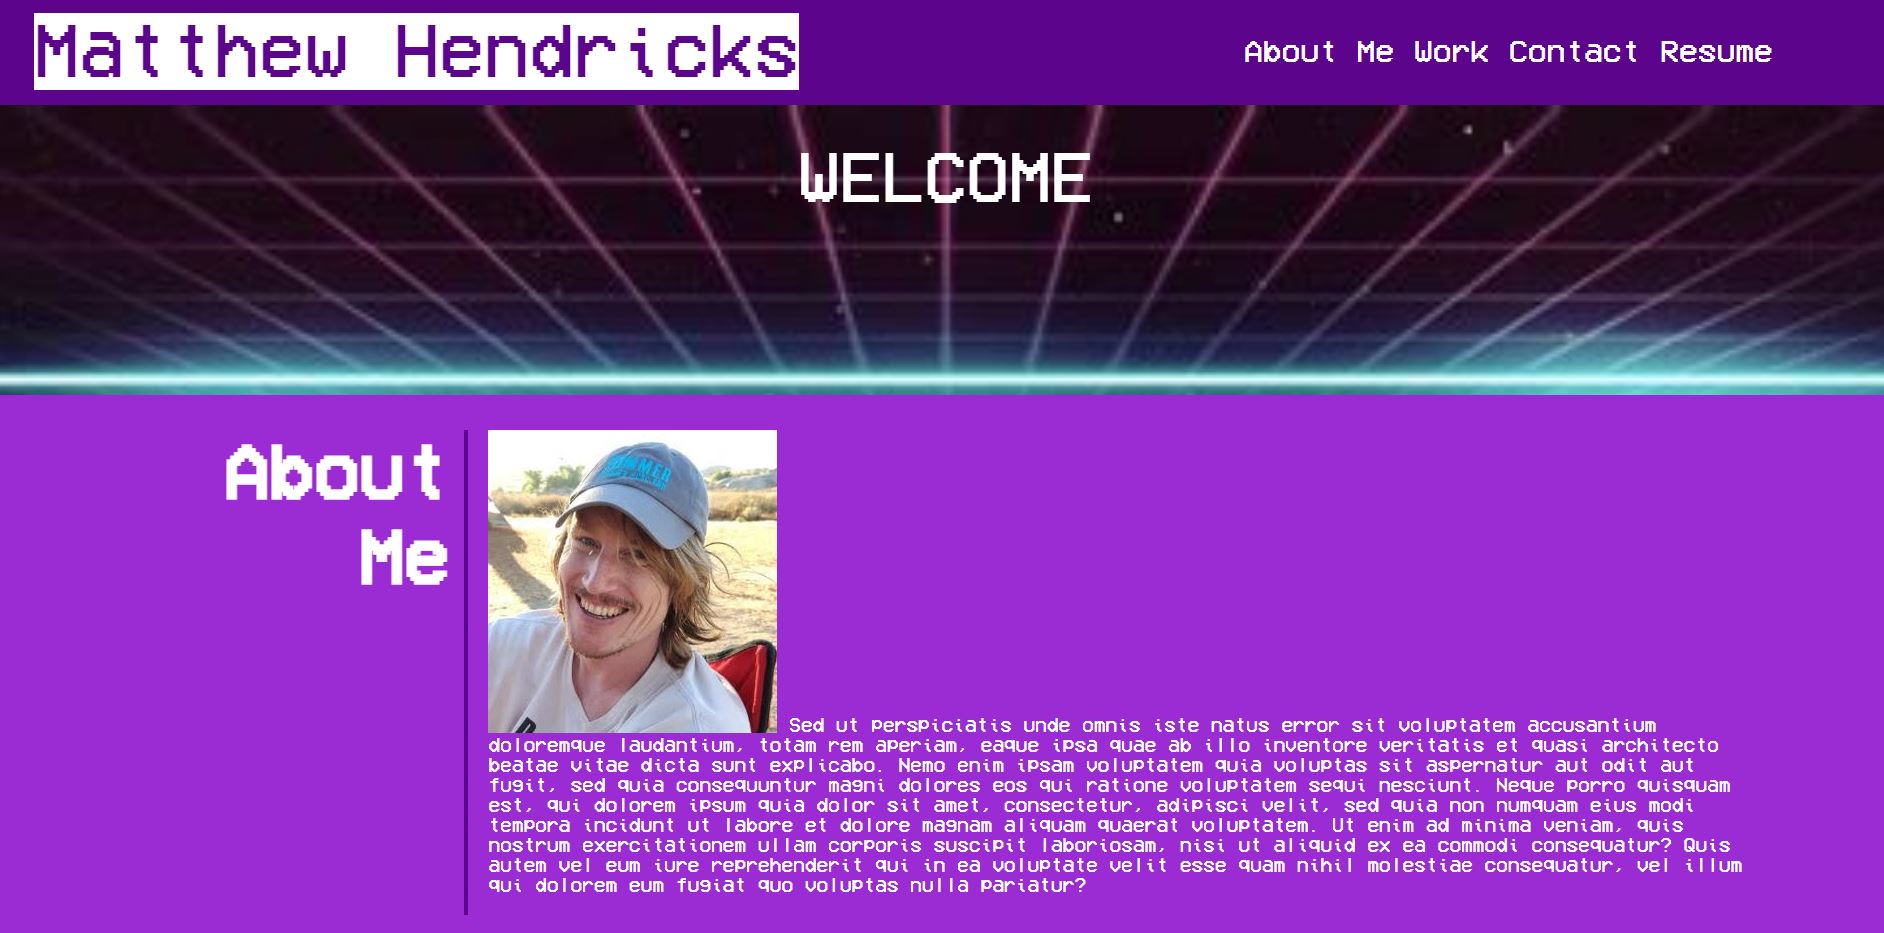 Matthew Hendricks
About Me Work Contact Resume
WELCOME
About
Me
Sed ut perspiciatis unde omnis iste natus error sit voluptatem accusantium
doloremque laudantium, totam rem aperiam, eaque ipsa quae ab illo inventore veritatis et quasi architecto
beatae vitae dicta sunt explicabo. Nemo enim ipsam voluptatem quia voluptas sit aspernatur aut odit aut
fugit, sed quia consequuntur magni dolores eos qui ratione voluptatem sequi nesciunt. Neque porro quisquam
est, qui dolorem ipsum quia dolor sit amet, consectetur, adipisci velit, sed quia non numquam eius modi
tempora incidunt ut labore et dolore magnam aliquam quaerat voluptatem. Ut enim ad minima veniam, quis
nostrum exercitationem ullam corporis suscipit laboriosam, nisi ut aliquid ex ea commodi consequatur? Quis
autem vel eum iure reprehenderit qui in ea voluptate velit esse quam nihil molestiae consequatur, vel illum
qui dolorem eum fugiat quo voluptas nulla pariatur?